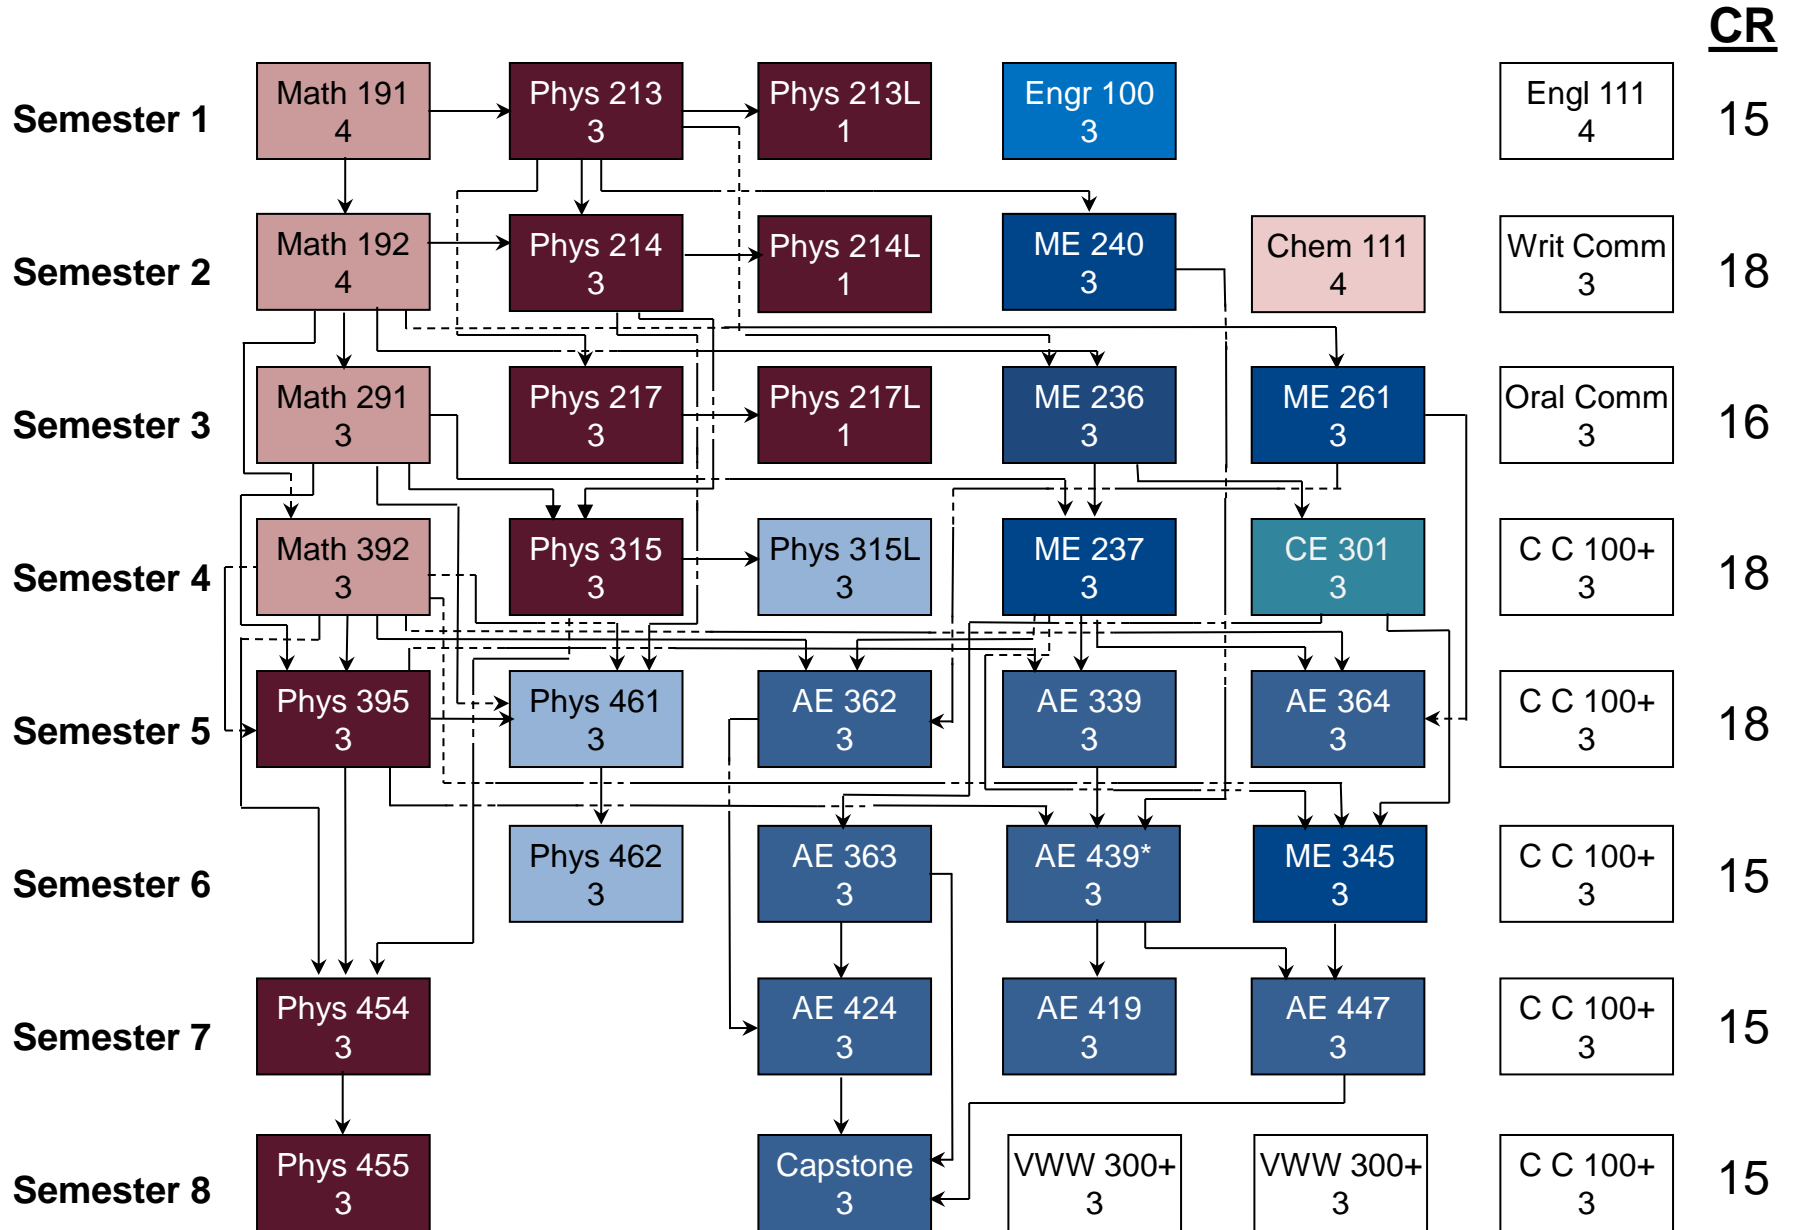 CR
Semester 1
Math 191
4
Phys 213
3
Phys 213L
1
Engr 100
3
Engl 111
4
15
Semester 2
Math 192
4
Phys 214
3
Phys 214L
1
ME 240
3
Chem 111
4
Writ Comm
3
18
Semester 3
Math 291
3
Phys 217
3
Phys 217L
1
ME 236
3
ME 261
3
Oral Comm
3
16
Semester 4
Math 392
3
Phys 315
3
Phys 315L
3
ME 237
3
CE 301
3
C C 100+
3
18
Semester 5
Phys 395
3
Phys 461
3
AE 362
3
AE 339
3
AE 364
3
C C 100+
3
18
Semester 6
Phys 462
3
AE 363
3
AE 439*
3
ME 345
3
C C 100+
3
15
Semester 7
Phys 454
3
AE 424
3
AE 419
3
AE 447
3
C C 100+
3
15
Semester 8
Phys 455
3
Capstone
3
VWW 300+
3
VWW 300+
3
C C 100+
3
15